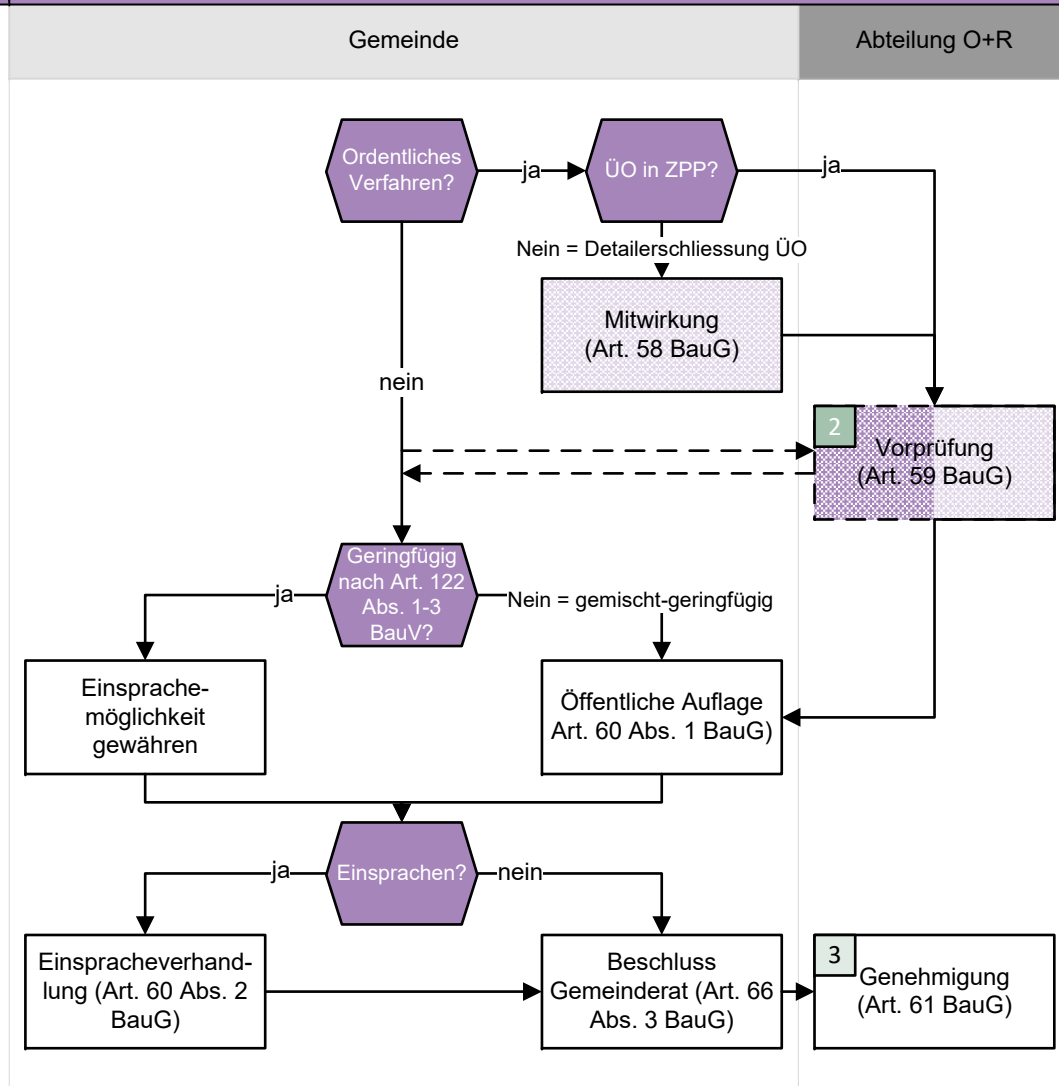 Gemeinde
Abteilung O+R
Ordentliches
Verfahren?
ja
ÜO in ZPP?
ja
Nein = Detailerschliessung ÜO
Mitwirkung
(Art. 58 BauG)
nein
2
Vorprüfung
(Art. 59 BauG)
Geringfügig
nach Art. 122
Abs. 1-3
BauV?
ja
Nein = gemischt-geringfügig
Einsprache-
möglichkeit
gewähren
Öffentliche Auflage
Art. 60 Abs. 1 BauG)
Einsprachen?
ja
nein
Einspracheverhand-
lung (Art. 60 Abs. 2
BauG)
Beschluss
Gemeinderat (Art. 66
Abs. 3 BauG)
3
Genehmigung
(Art. 61 BauG)